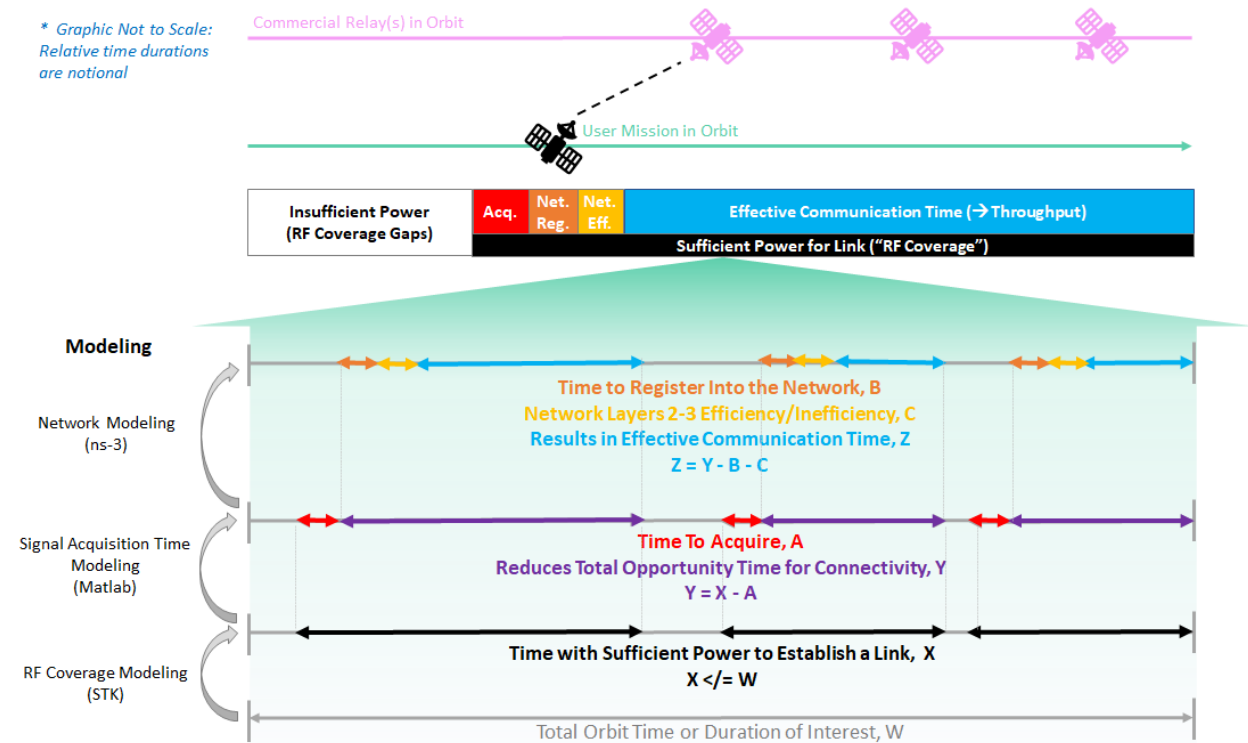 * Graphic Not to Scale:
Relative time durations
are notional
Commercial Relay(s) in Orbit
User Mission in Orbit
Insufficient Power
(RF Coverage Gaps)
Acq.
Net.
Reg.
Net.
Eff.
Effective Communication Time (→Throughput)
Sufficient Power for Link (“RF Coverage”)
Modeling
Network Modeling
(ns-3)
Time to Register Into the Network, B
Network Layers 2-3 Efficiency/Inefficiency, C
Results in Effective Communication Time, Z
Z = Y - B - C
Signal Acquisition Time
Modeling
(Matlab)
Time To Acquire, A
Reduces Total Opportunity Time for Connectivity, Y
Y = X - A
RF Coverage Modeling
(STK)
Time with Sufficient Power to Establish a Link, X
X </= W
Total Orbit Time or Duration of Interest, W